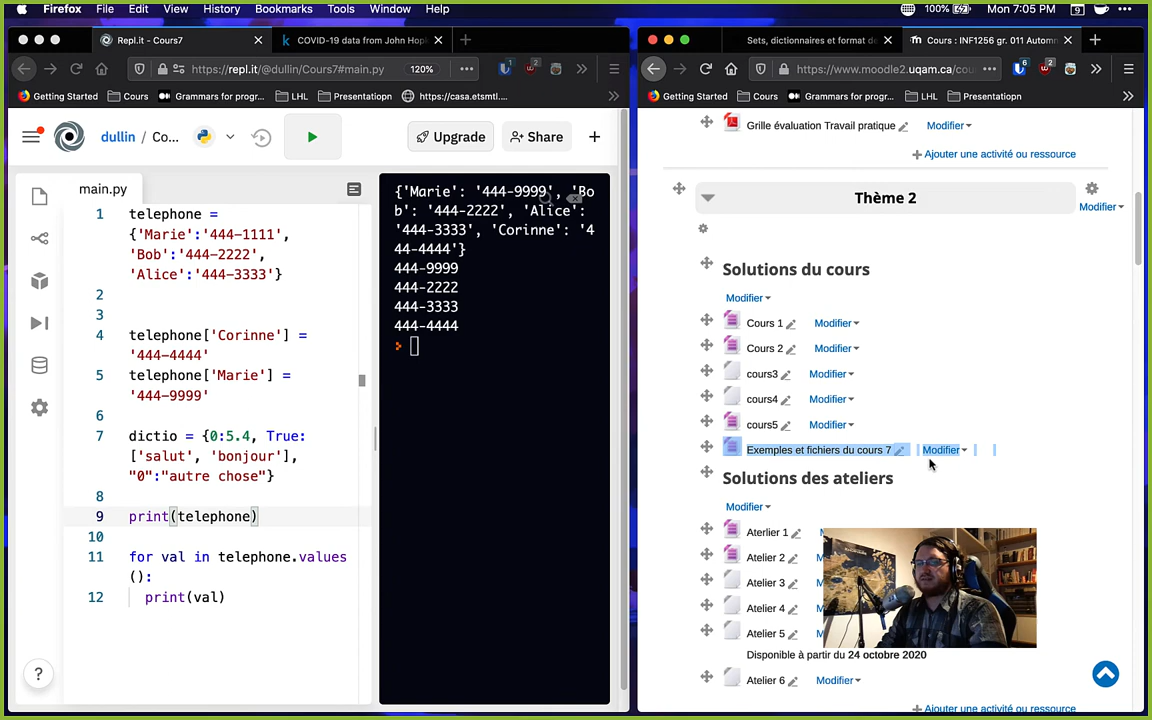 Firefox File Edit View History Bookmarks Tools Window Help 100% Mon 7:05 PM 9
Repl.it - Cours7
COVID-19 data from John Hop
https://repl.it/@dullin/Cours7#main.py 120% 1 2
Getting Started Cours Grammars for progr... LHL Presentatiopn https://casa.etsmtl....
dullin / Co... Upgrade Share
main.py
1 telephone =
{'Marie':'444-1111',
'Bob':'444-2222',
'Alice':'444-3333'}
2
3
4 telephone['Corinne'] =
'444-4444'
5 telephone['Marie'] =
'444-9999'
6
7 dictio = {0:5.4, True:
['salut', 'bonjour'],
"0":"autre chose"}
8
9 print(telephone)
10
11 for val in telephone.values
():
12 print(val)
?
{'Marie': '444-9999', 'Bo
b': '444-2222', 'Alice':
'444-3333', 'Corinne': '4
44-4444'}
444-9999
444-2222
444-3333
444-4444
Sets, dictionaires et format de
Cours : INF1256 gr. 011 Automn
https://www.moodle2.uqam.ca/cou 6 2
Getting Started Cours Grammars for progr... LHL Presentatiopn
Grille évaluation Travail pratique Modifier
Ajouter une activité ou ressource
Thème 2
Modifier
Solutions du cours
Modifier
Cours 1 Modifier
Cours 2 Modifier
cours3 Modifier
cours4 Modifier
cours5 Modifier
Exemples et fichiers du cours 7 Modifier
Solutions des ateliers
Modifier
Aterlier 1
Atelier 2
Atelier 3
Atelier 4
Atelier 5
Disponible à partir du 24 octobre 2020
Atelier 6 Modifier
Ajouter une activité ou ressource